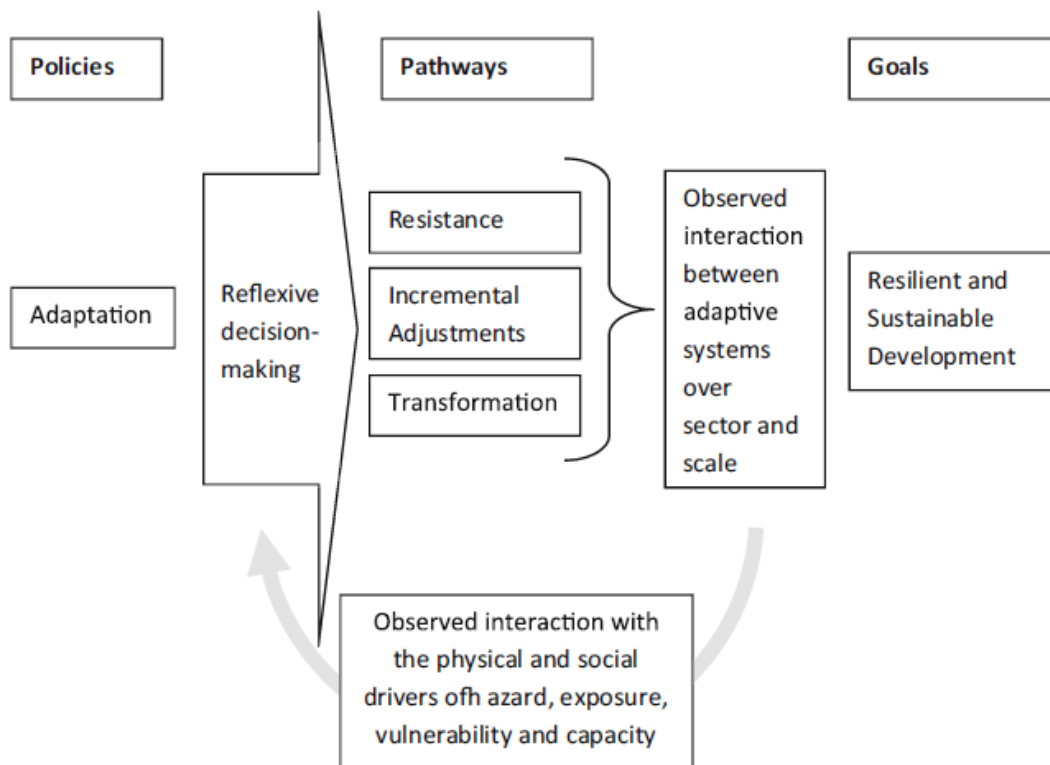 Policies
Pathways
Goals
Adaptation
Reflexive
decision-
making
Resistance
Incremental
Adjustments
Transformation
Observed
interaction
between
adaptive
systems
over
sector and
scale
Resilient and
Sustainable
Development
Observed interaction with
the physical and social
drivers ofh azard, exposure,
vulnerability and capacity